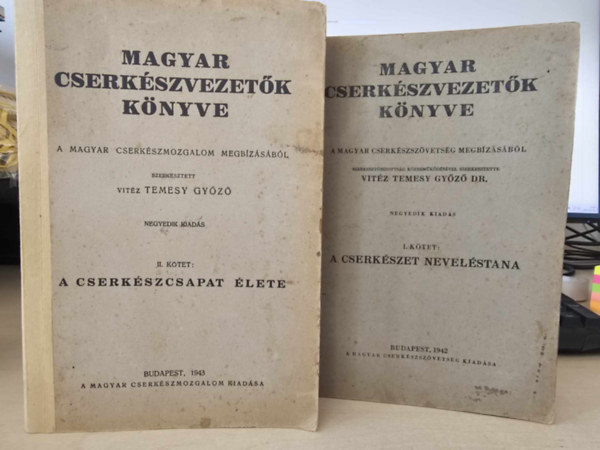 MAGYAR
CSERKÉSZVEZETŐK
KÖNYVE
A MAGYAR CSERKÉSZMOZGALOM MEGBÍZÁSÁBÓL
SZERKESZTETT
VITÉZ TEMESY GYŐZŐ
NEGYEDIK KIADÁS
II. KÖTET:
A CSERKÉSZCSAPAT ÉLETE
BUDAPEST, 1943
A MAGYAR CSERKÉSZMOZGALOM KIADÁSA
MAGYAR
CSERKÉSZVEZETŐK
KÖNYVE
A MAGYAR CSERKÉSZSZÖVETSÉG MEGBÍZÁSÁBÓL
VITÉZ TEMESY GYŐZŐ DR.
NEGYEDIK KIADÁS
I. KÖTET:
A CSERKÉSZET NEVELÉSTANA
BUDAPEST, 1942
A MAGYAR CSERKÉSZSZÖVETSÉG KIADÁSA